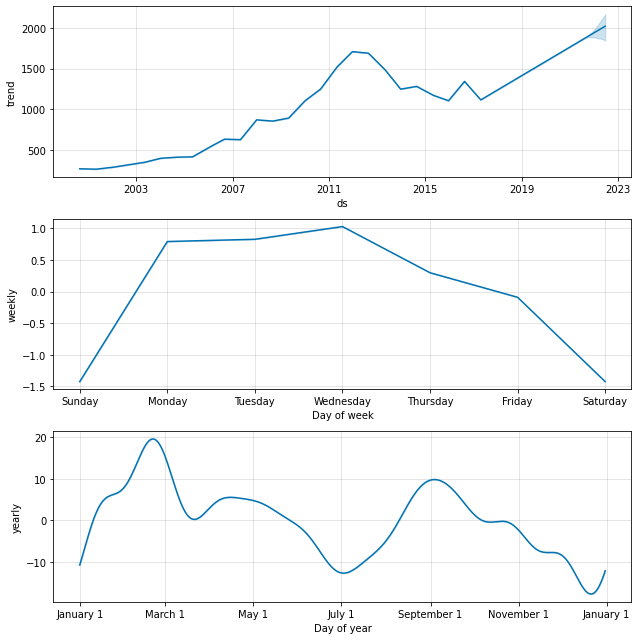 2000
1500
1000
500
trend
2003 2007 2011 2015 2019 2023
ds
1.0
0.5
0.0
−0.5
−1.0
−1.5
weekly
Sunday Monday Tuesday Wednesday Thursday Friday Saturday
Day of week
20
10
0
−10
yearly
January 1 March 1 May 1 July 1 September 1 November 1 January 1
Day of year